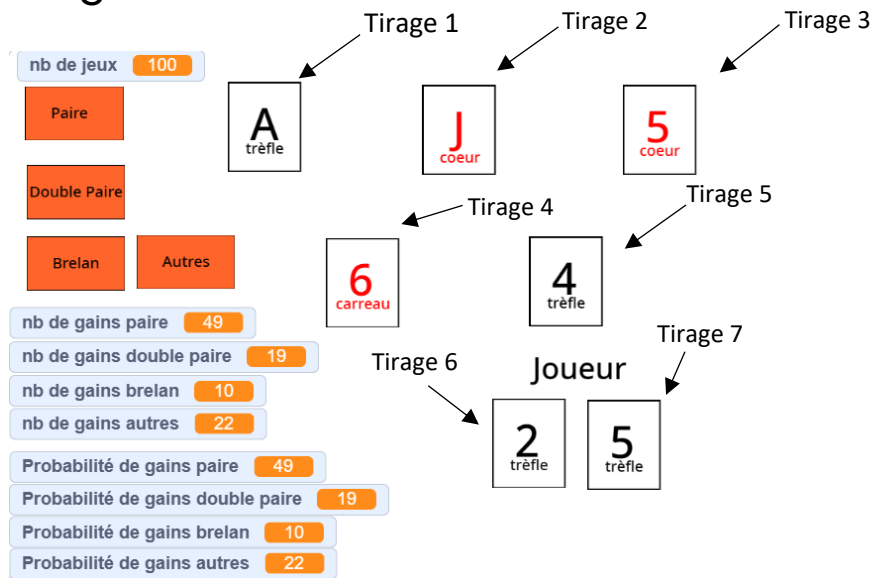 Tirage 1
Tirage 2
Tirage 3
nb de jeux 100
Paire
A
trèfle
J
coeur
5
coeur
Double Paire
Tirage 4
Tirage 5
Brelan
Autres
6
carreau
4
trèfle
nb de gains paire 49
nb de gains double paire 19
nb de gains brelan 10
nb de gains autres 22
Tirage 6
Joueur
Tirage 7
2
trèfle
5
trèfle
Probabilité de gains paire 49
Probabilité de gains double paire 19
Probabilité de gains brelan 10
Probabilité de gains autres 22